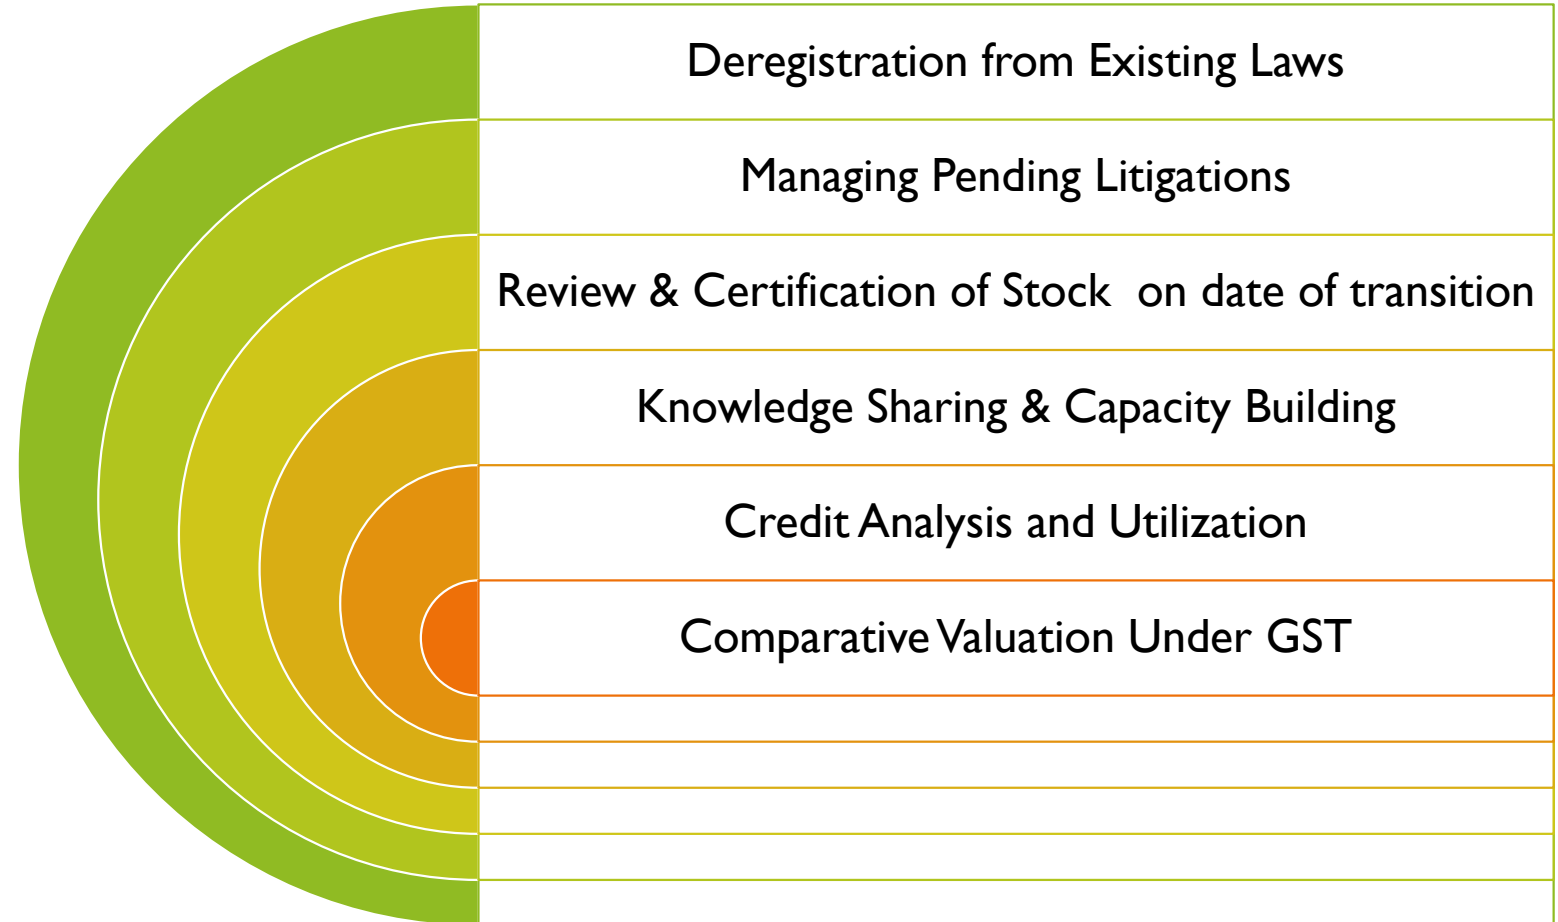 Deregistration from Existing Laws
Managing Pending Litigations
Review & Certification of Stock  on date of transition
Knowledge Sharing & Capacity Building
Credit Analysis and Utilization
Comparative Valuation Under GST